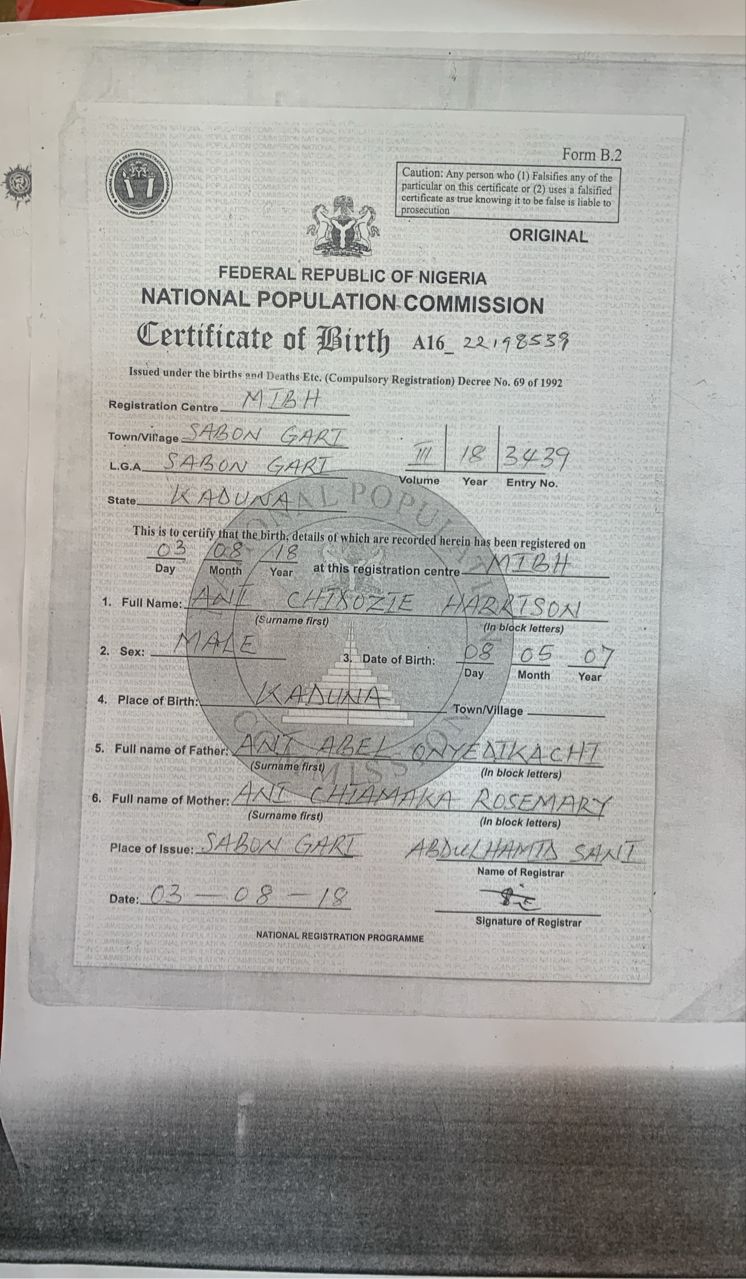 Form B.2
Caution: Any person who (1) Falsifies any of the
particular on this certificate or (2) uses a falsified
certificate as true knowing it to be false is liable to
prosecution
ORIGINAL
FEDERAL REPUBLIC OF NIGERIA
NATIONAL POPULATION COMMISSION
Certificate of Birth A16_ 22198539
Issued under the births and Deaths Etc. (Compulsory Registration) Decree No. 69 of 1992
Registration Centre MIBH
Town/Village SABON GARI
L.G.A. SABON GARI III 18 3439
Volume Year Entry No.
State KADUNA
This is to certify that the birth, details of which are recorded herein has been registered on
03 08 18 at this registration centre MIBH
Day Month Year
1. Full Name: ANI CHIKOZIE HARRISON
(Surname first) (In block letters)
2. Sex: MALE 3. Date of Birth: 08 05 07
Day Month Year
4. Place of Birth: KADUNA Town/Village
5. Full name of Father: ANI ABEL ONYEDIKACHI
(Surname first) (In block letters)
6. Full name of Mother: ANI CHIAMAKA ROSEMARY
(Surname first) (In block letters)
Place of Issue: SABON GARI ABDULHAMID SANI
Name of Registrar
Date: 03 — 08 — 18
Signature of Registrar
NATIONAL REGISTRATION PROGRAMME